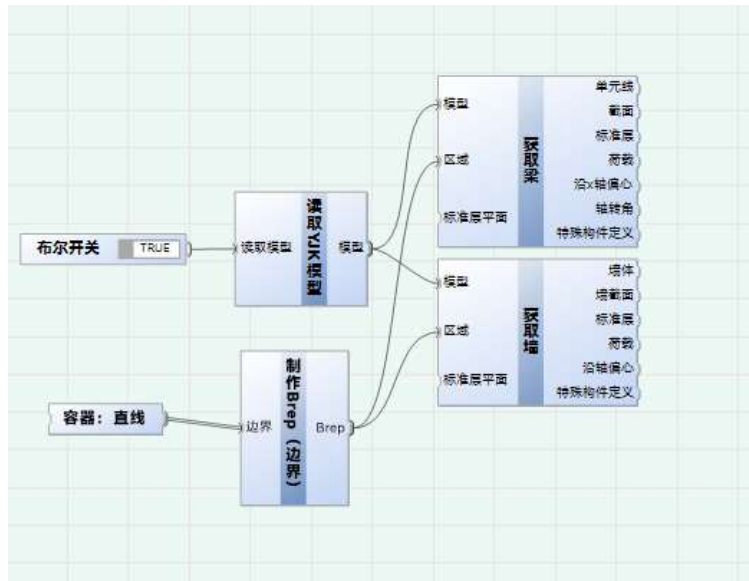 布尔开关
TRUE
读取模型
读取YJK模型
模型
容器：直线
边界
制作Brep（边界）
Brep
模型
区域
标准层平面
获取梁
单元线
截面
标准层
荷载
沿x轴偏心
轴转角
特殊构件定义
模型
区域
标准层平面
获取墙
墙体
墙截面
标准层
荷载
沿轴偏心
特殊构件定义